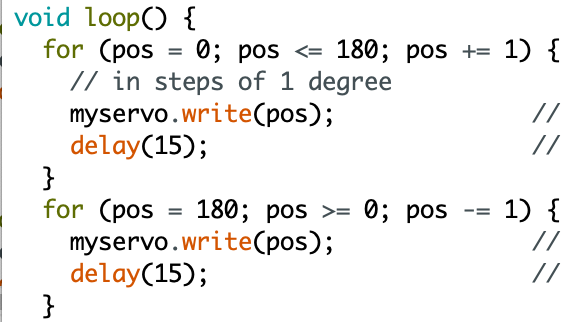 void loop() {
  for (pos = 0; pos <= 180; pos += 1) {
    // in steps of 1 degree
    myservo.write(pos);              //
    delay(15);                       //
  }
  for (pos = 180; pos >= 0; pos -= 1) {
    myservo.write(pos);              //
    delay(15);                       //
  }